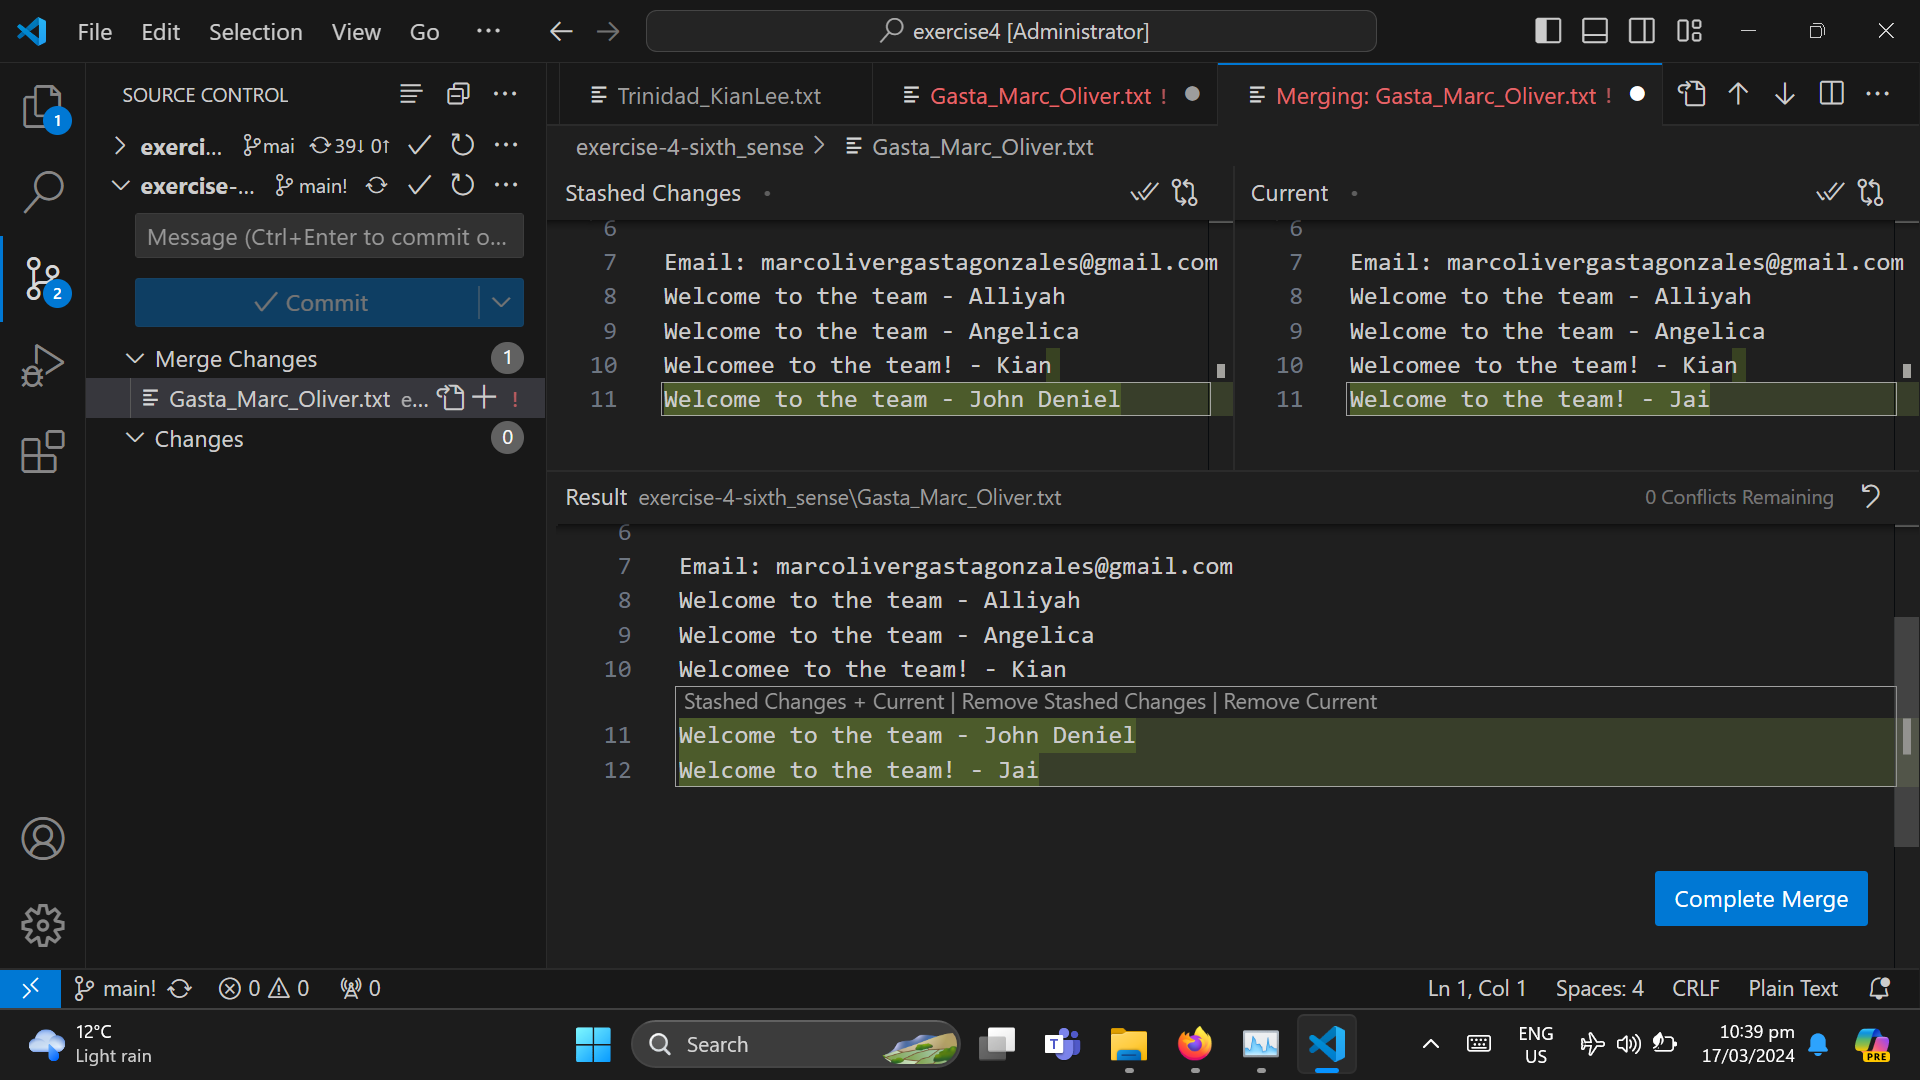 File Edit Selection View Go ··· exercise4 [Administrator]
SOURCE CONTROL
Trinidad_KianLee.txt Gasta_Marc_Oliver.txt ! Merging: Gasta_Marc_Oliver.txt !
1
exerci... mai 39↓ 0↑
exercise-4-sixth_sense > Gasta_Marc_Oliver.txt
exercise-... main!
Stashed Changes • Current •
Message (Ctrl+Enter to commit o...
6 6
7 Email: marcolivergastagonzales@gmail.com 7 Email: marcolivergastagonzales@gmail.com
2
8 Welcome to the team - Alliyah 8 Welcome to the team - Alliyah
Commit
9 Welcome to the team - Angelica 9 Welcome to the team - Angelica
Merge Changes 1
10 Welcomee to the team! - Kian 10 Welcomee to the team! - Kian
Gasta_Marc_Oliver.txt e... !
11 Welcome to the team - John Deniel 11 Welcome to the team! - Jai
Changes 0
Result exercise-4-sixth_sense\Gasta_Marc_Oliver.txt 0 Conflicts Remaining
6
7 Email: marcolivergastagonzales@gmail.com
8 Welcome to the team - Alliyah
9 Welcome to the team - Angelica
10 Welcomee to the team! - Kian
Stashed Changes + Current | Remove Stashed Changes | Remove Current
11 Welcome to the team - John Deniel
12 Welcome to the team! - Jai
Complete Merge
main! 0 0 0 Ln 1, Col 1 Spaces: 4 CRLF Plain Text
12°C
Light rain
Search
ENG
US
10:39 pm
17/03/2024
PRE